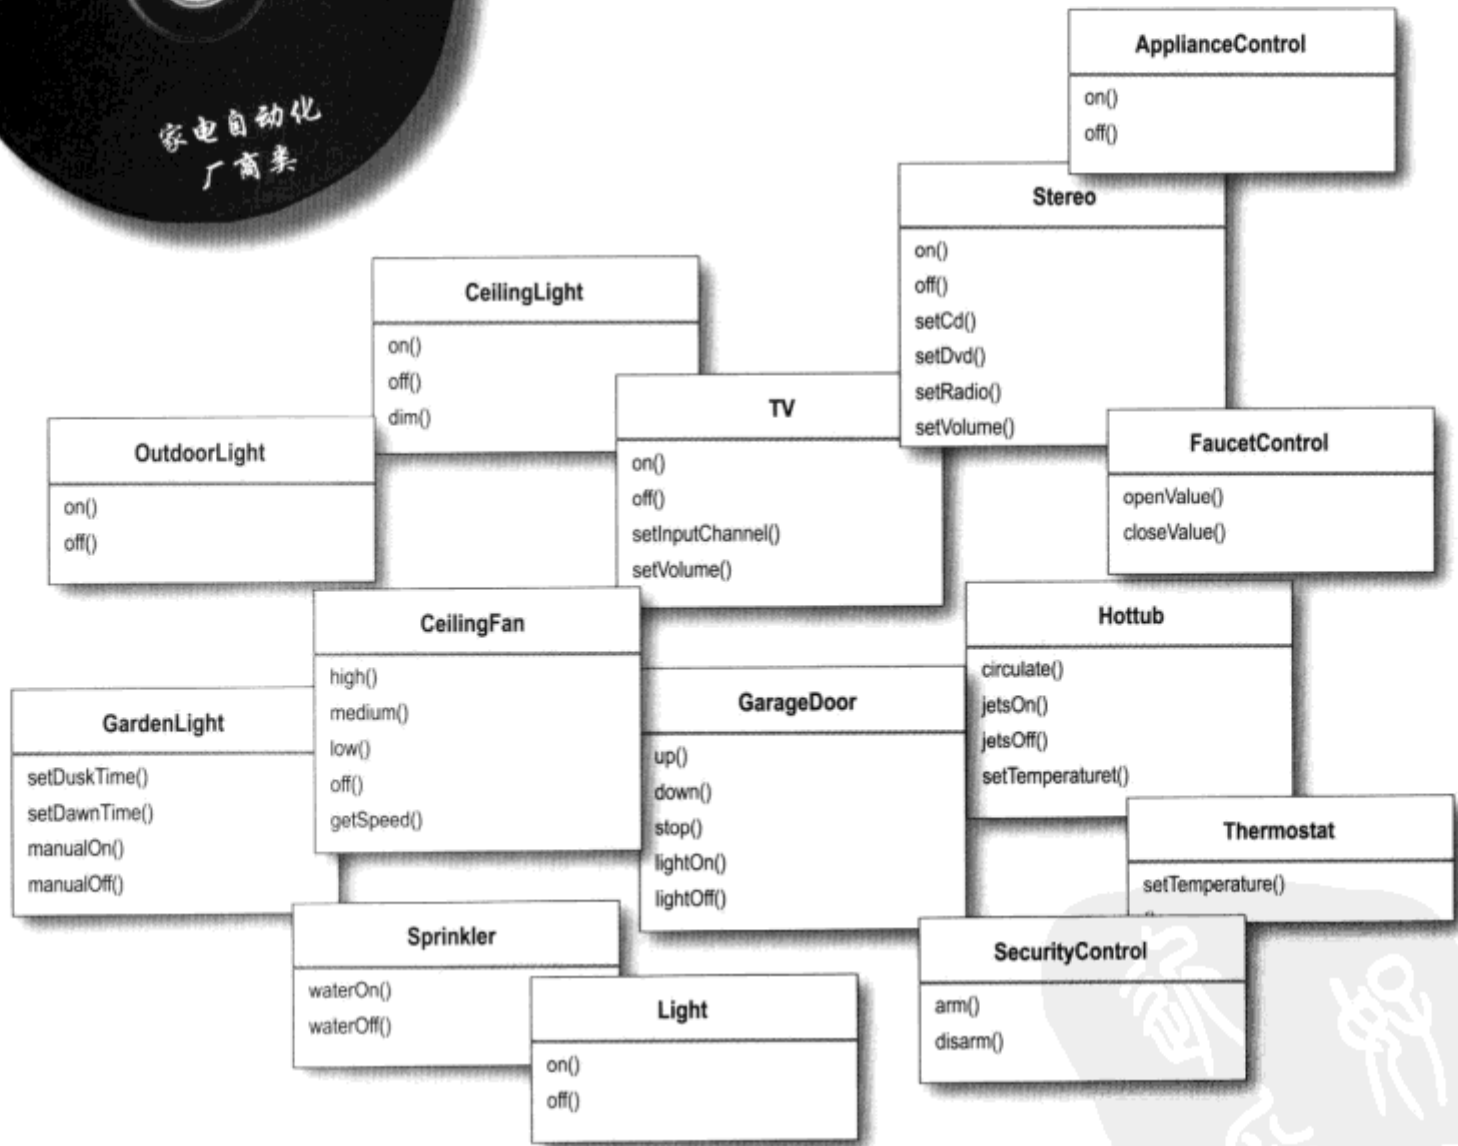 家电自动化
厂商类
ApplianceControl
on()
off()
Stereo
on()
off()
setCd()
setDvd()
setRadio()
setVolume()
CeilingLight
on()
off()
dim()
TV
on()
off()
setInputChannel()
setVolume()
OutdoorLight
on()
off()
FaucetControl
openValue()
closeValue()
CeilingFan
high()
medium()
low()
off()
getSpeed()
Hottub
circulate()
jetsOn()
jetsOff()
setTemperaturet()
GardenLight
setDuskTime()
setDawnTime()
manualOn()
manualOff()
GarageDoor
up()
down()
stop()
lightOn()
lightOff()
Thermostat
setTemperature()
Sprinkler
waterOn()
waterOff()
SecurityControl
arm()
disarm()
Light
on()
off()